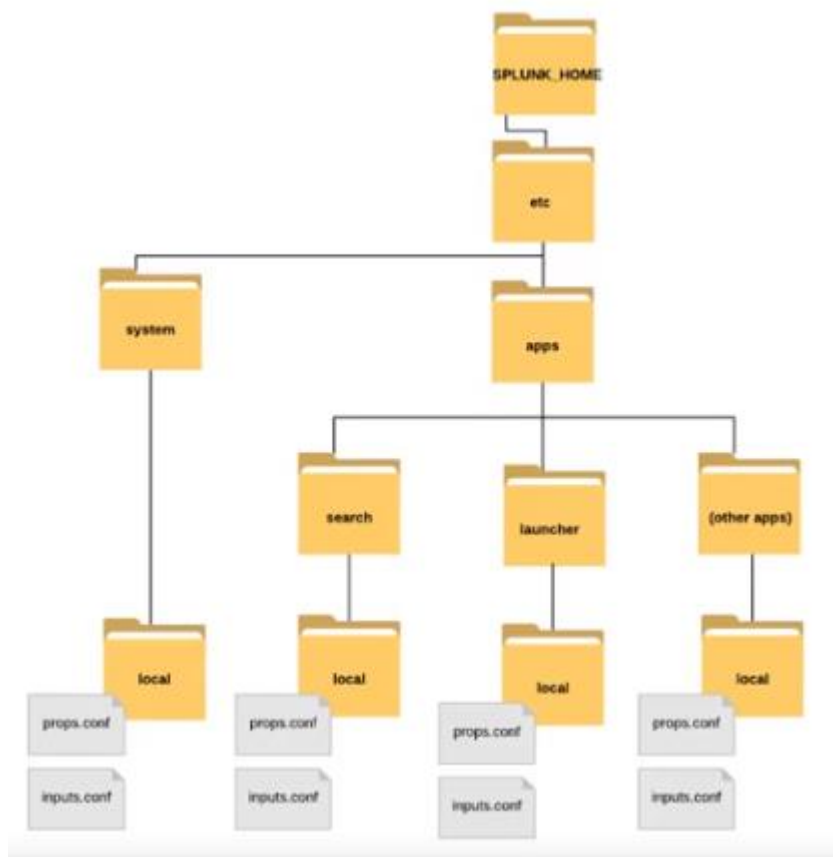 SPLUNK_HOME
etc
system
apps
search
launcher
(other apps)
local
local
local
local
props.conf
props.conf
props.conf
props.conf
inputs.conf
inputs.conf
inputs.conf
inputs.conf